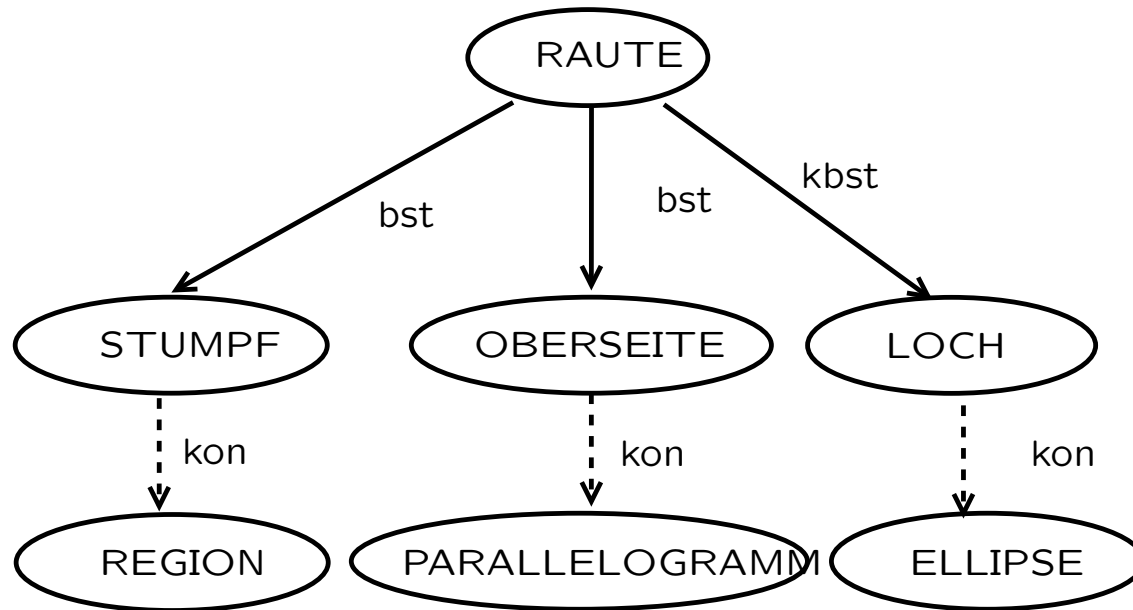 RAUTE
kbst
bst
bst
STUMPF
OBERSEITE
LOCH
kon
kon
kon
REGION
PARALLELOGRAMM
ELLIPSE